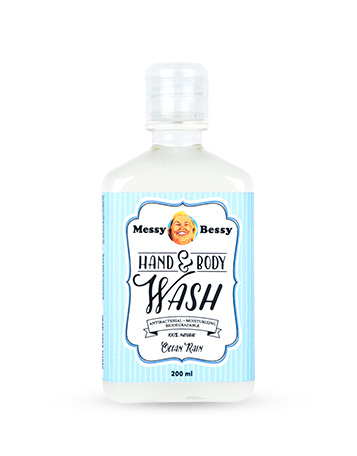 Messy Bessy
HAND & BODY
WASH
ANTIBACTERIAL • MOISTURIZING
BIODEGRADABLE
100% NATURAL
Ocean Rain
200 ml